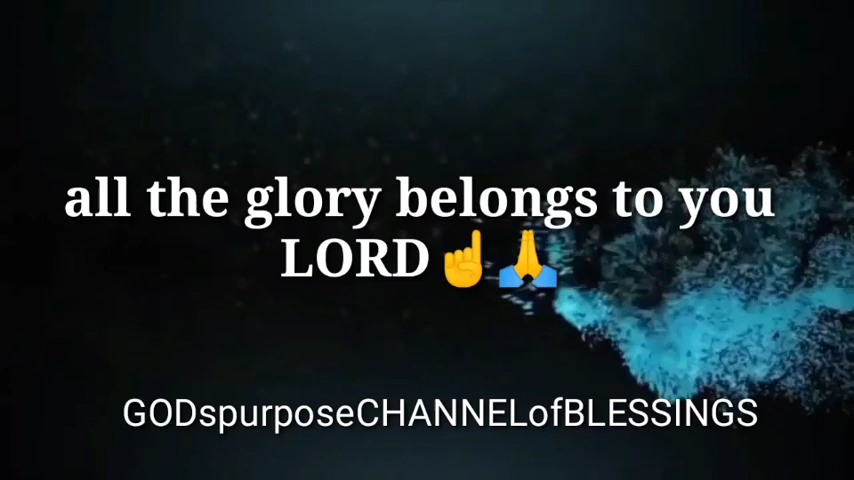 all the glory belongs to you
LORD☝️🙏
GODspurposeCHANNELofBLESSINGS